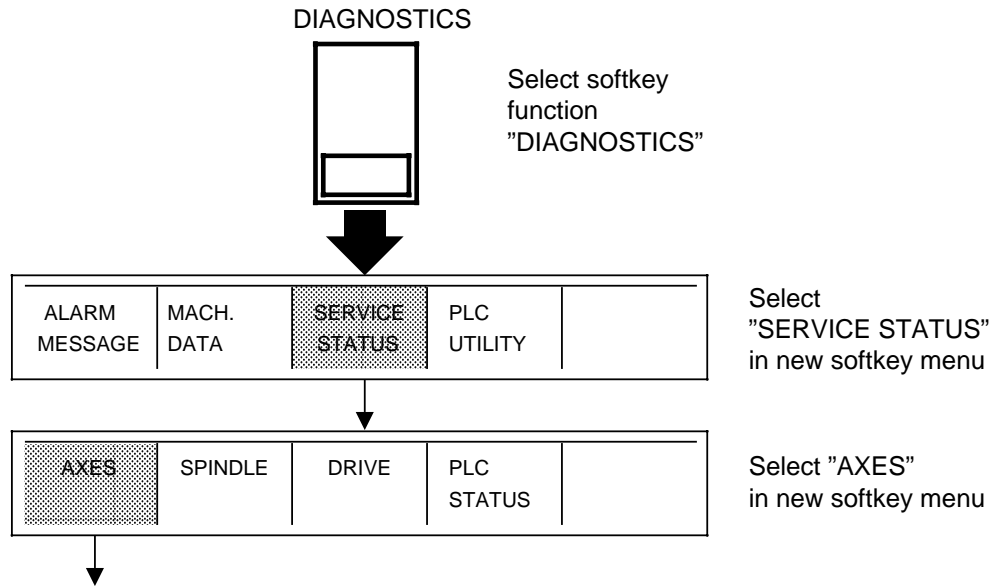 DIAGNOSTICS
Select softkey
function
”DIAGNOSTICS”
ALARM
MESSAGE
MACH.
DATA
SERVICE
STATUS
PLC
UTILITY
Select
”SERVICE STATUS”
in new softkey menu
AXES
SPINDLE
DRIVE
PLC
STATUS
Select ”AXES”
in new softkey menu